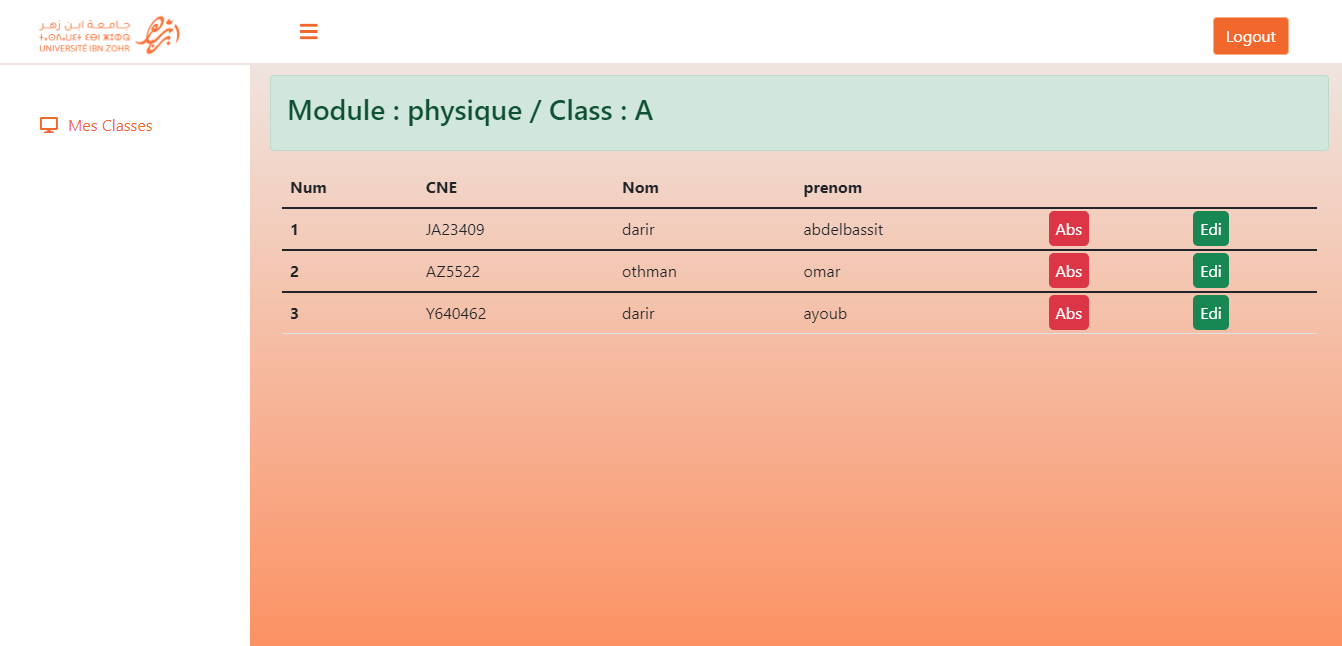 جامعة ابن زهر
ⵜⴰⵙⴷⴰⵡⵉⵜ ⵉⴱⵏ ⵣⵓⵀⵔ
UNIVERSITÉ IBN ZOHR
Logout
Mes Classes
Module : physique / Class : A
Num CNE Nom prenom
1 JA23409 darir abdelbassit Abs Edi
2 AZ5522 othman omar Abs Edi
3 Y640462 darir ayoub Abs Edi